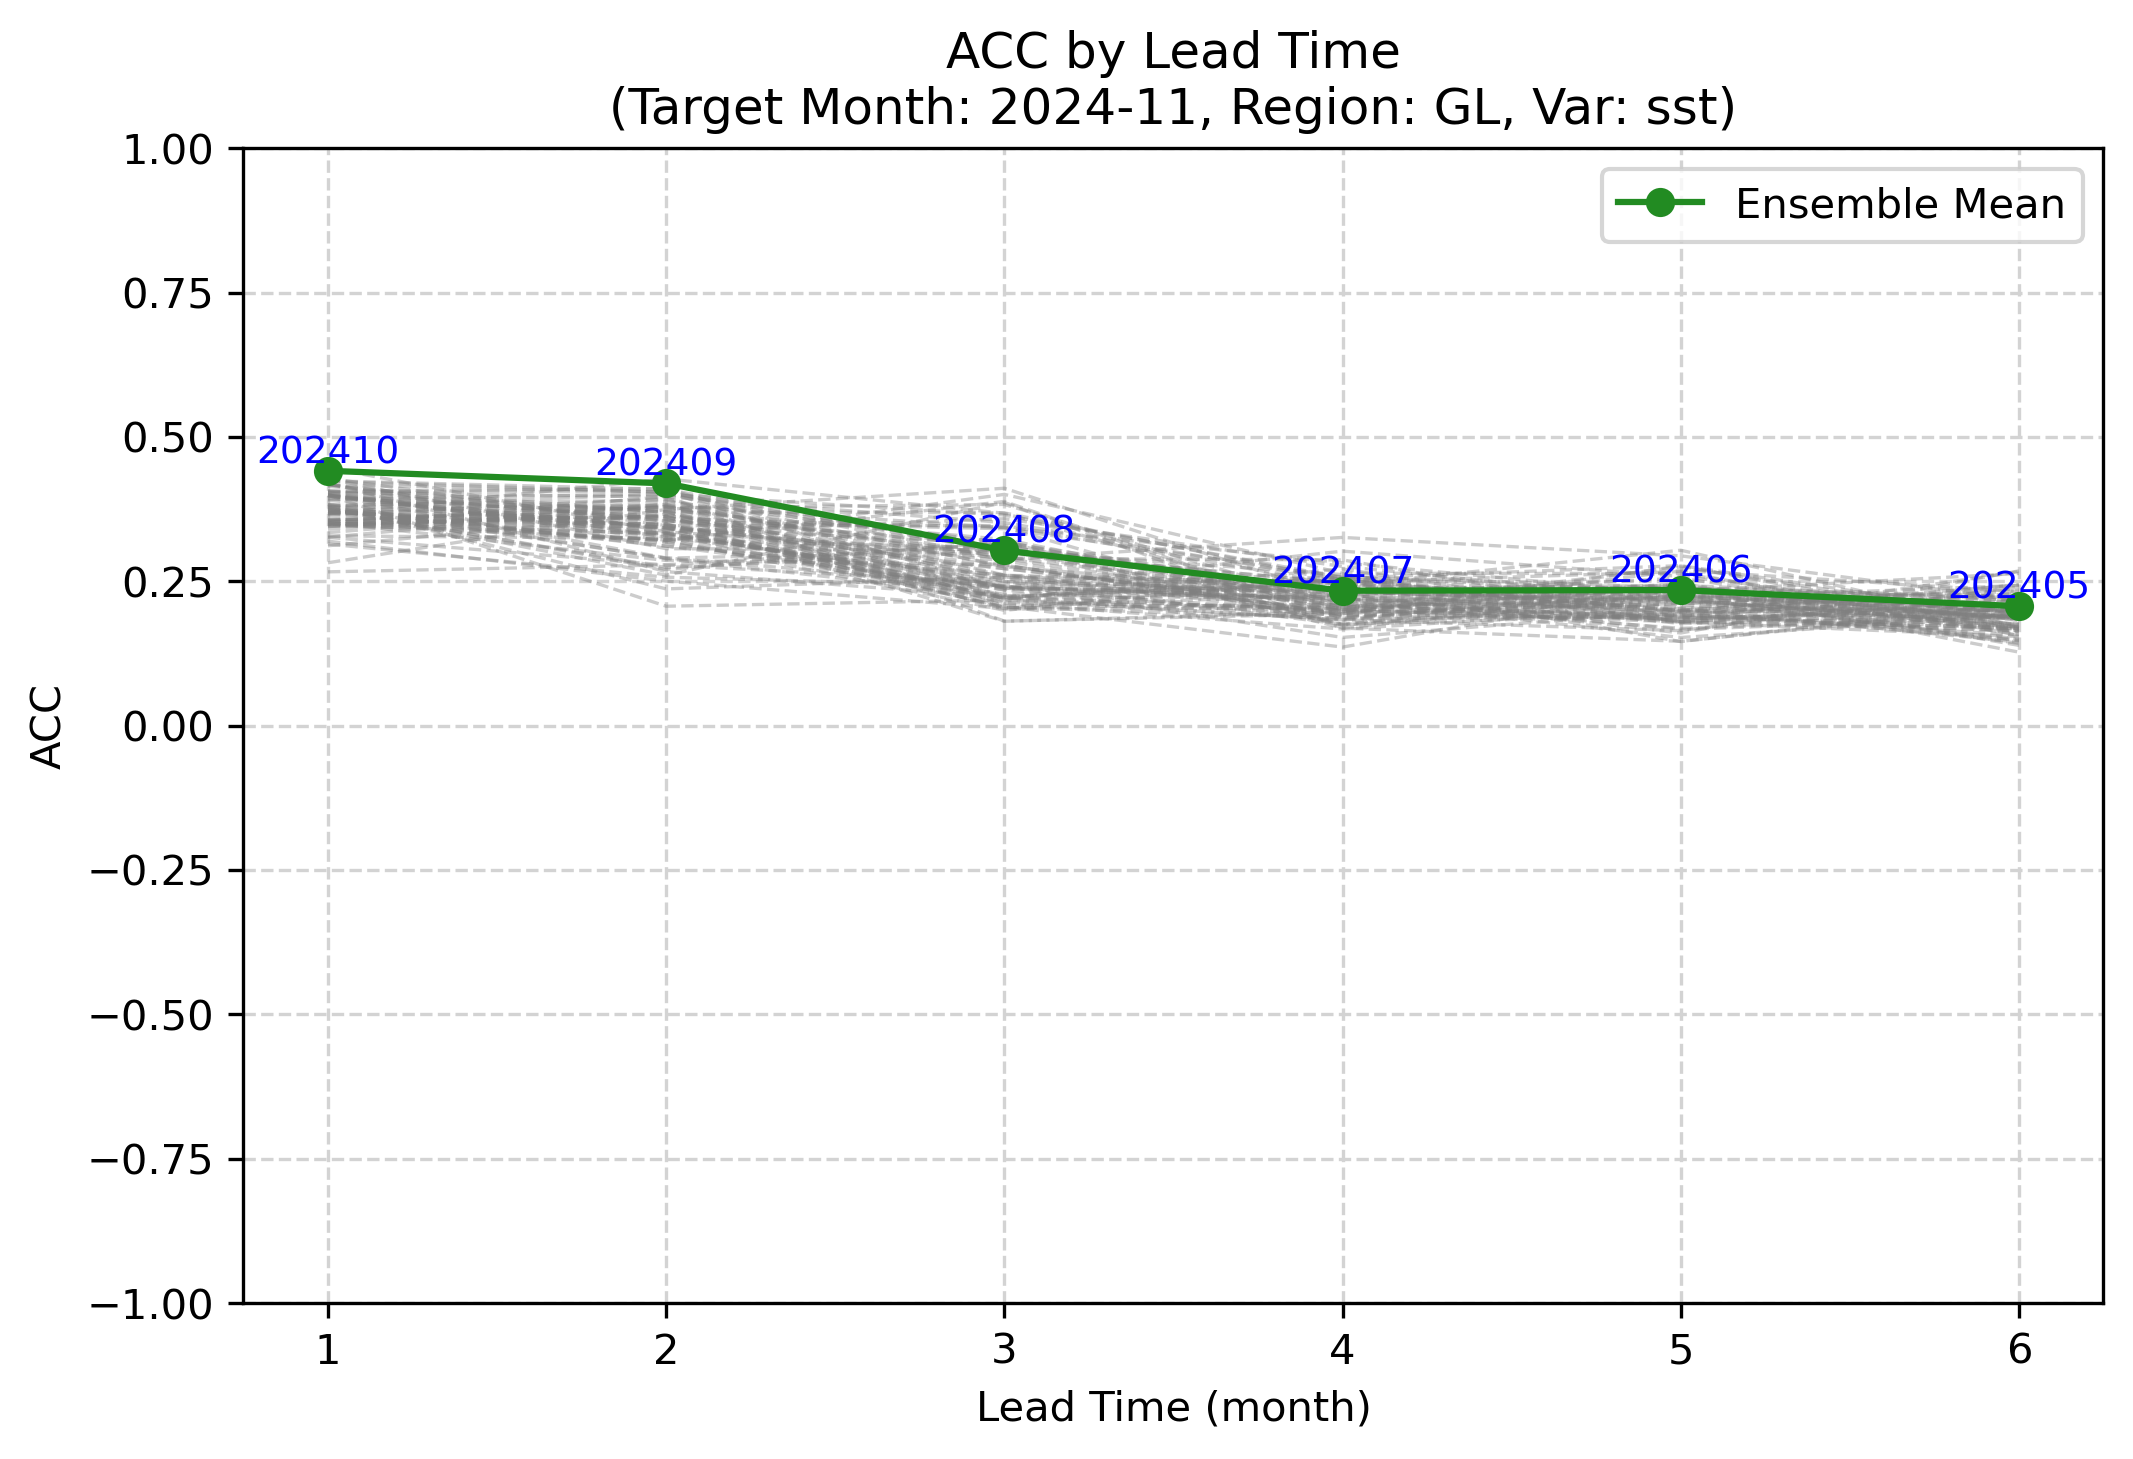 ACC by Lead Time
(Target Month: 2024-11, Region: GL, Var: sst)
Ensemble Mean
1.00
0.75
0.50
0.25
0.00
−0.25
−0.50
−0.75
−1.00
ACC
202410
202409
202408
202407
202406
202405
1 2 3 4 5 6
Lead Time (month)